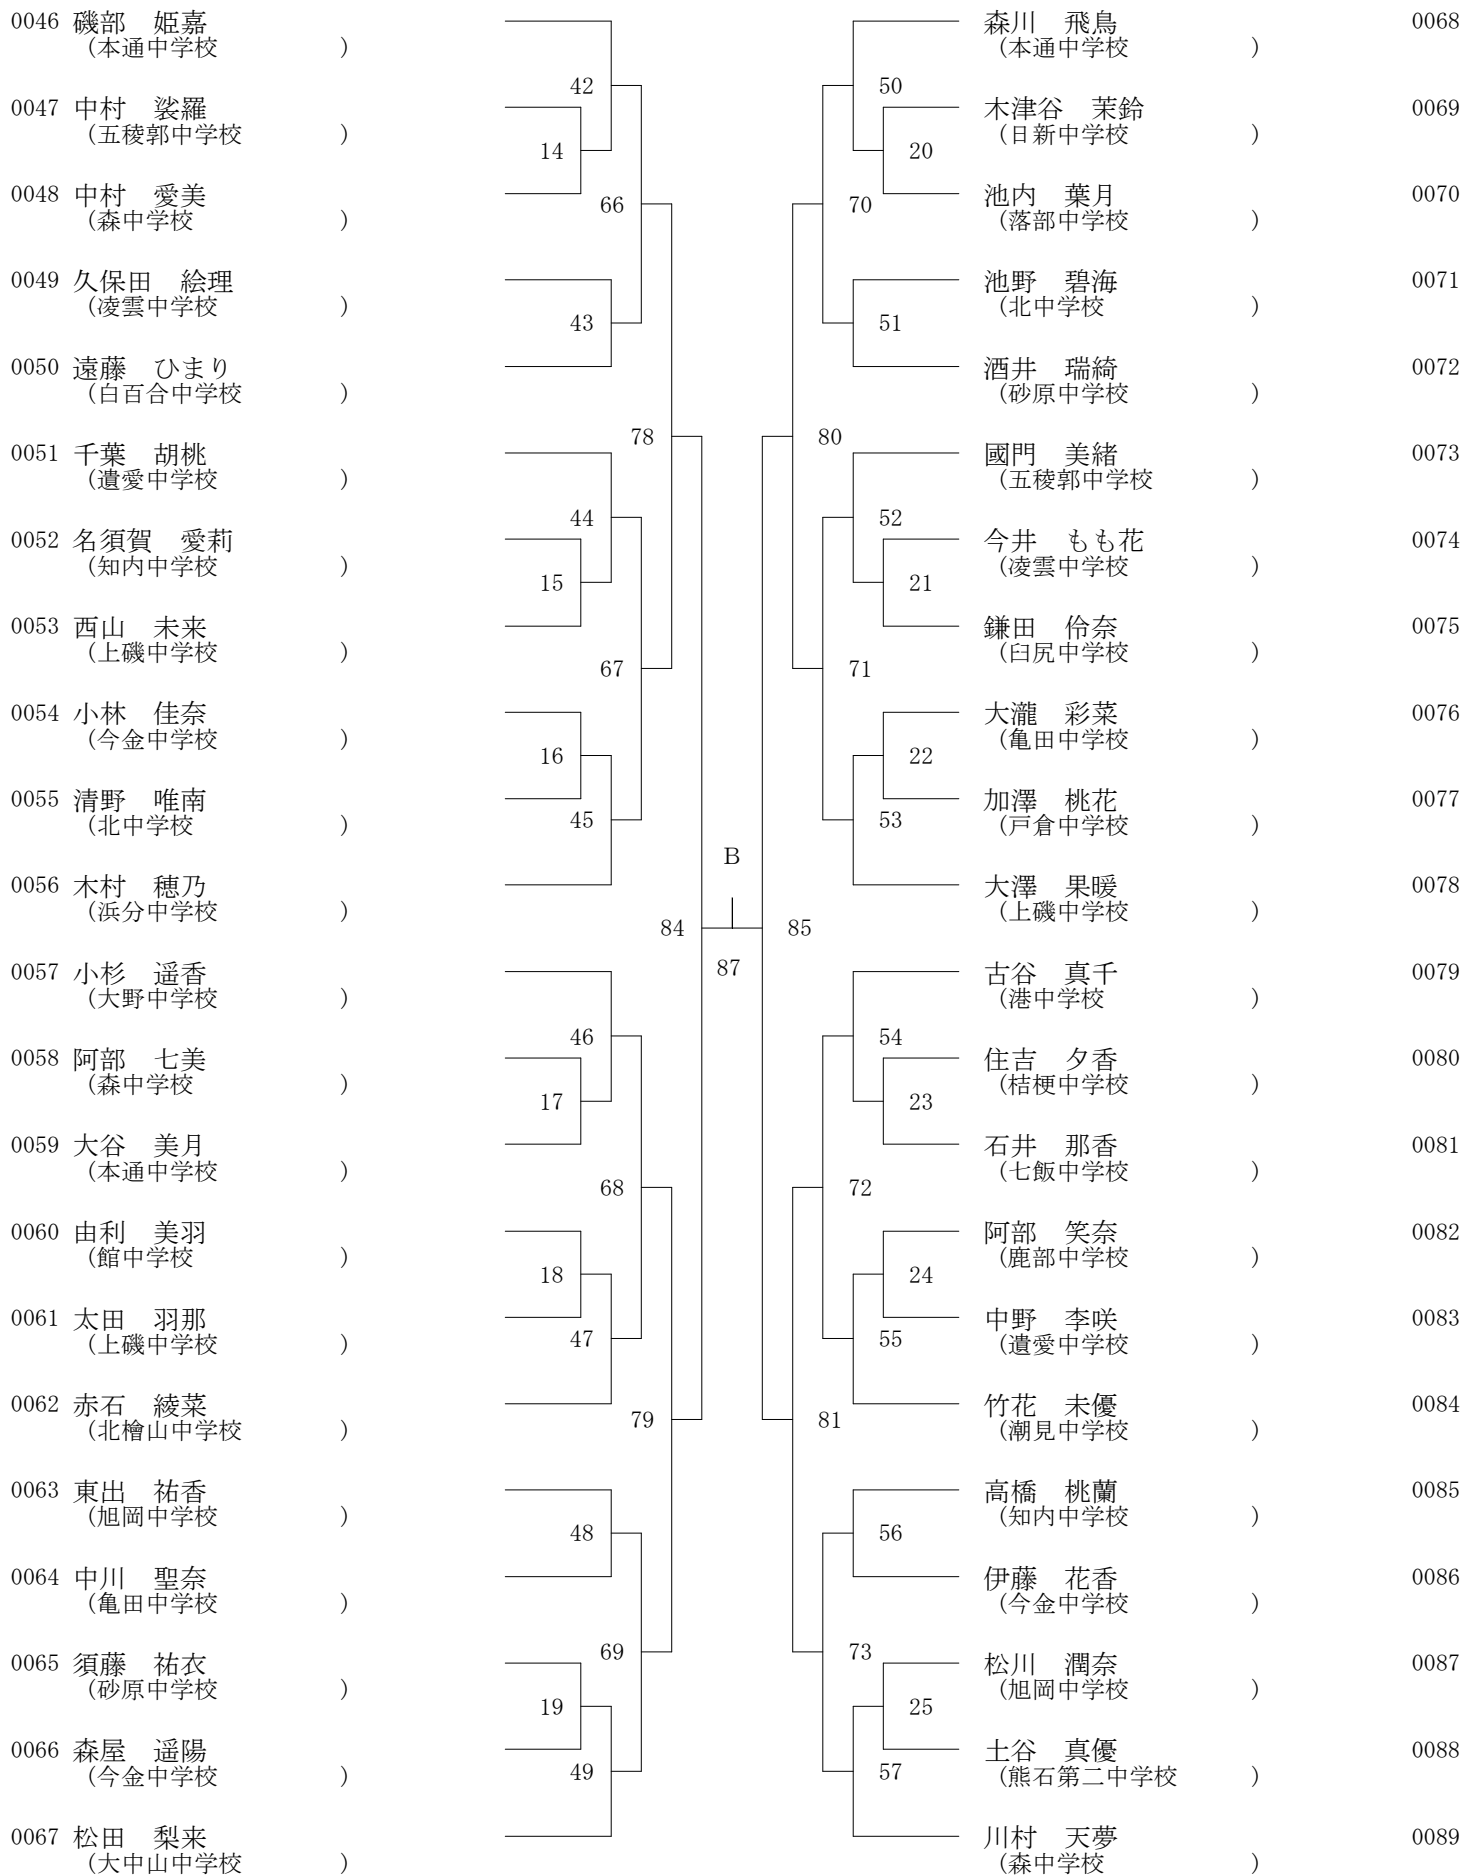 0046 磯部　姫嘉
（本通中学校　　　　　）
0047 中村　裟羅
（五稜郭中学校　　　　）
0048 中村　愛美
（森中学校　　　　　　）
0049 久保田　絵理
（凌雲中学校　　　　　）
0050 遠藤　ひまり
（白百合中学校　　　　）
0051 千葉　胡桃
（遺愛中学校　　　　　）
0052 名須賀　愛莉
（知内中学校　　　　　）
0053 西山　未来
（上磯中学校　　　　　）
0054 小林　佳奈
（今金中学校　　　　　）
0055 清野　唯南
（北中学校　　　　　　）
0056 木村　穂乃
（浜分中学校　　　　　）
0057 小杉　遥香
（大野中学校　　　　　）
0058 阿部　七美
（森中学校　　　　　　）
0059 大谷　美月
（本通中学校　　　　　）
0060 由利　美羽
（館中学校　　　　　　）
0061 太田　羽那
（上磯中学校　　　　　）
0062 赤石　綾菜
（北檜山中学校　　　　）
0063 東出　祐香
（旭岡中学校　　　　　）
0064 中川　聖奈
（亀田中学校　　　　　）
0065 須藤　祐衣
（砂原中学校　　　　　）
0066 森屋　遥陽
（今金中学校　　　　　）
0067 松田　梨来
（大中山中学校　　　　）
42
14
66
43
78
44
15
67
16
45
84
46
17
68
18
47
79
48
69
19
49
B
87
50
20
70
51
80
52
21
71
22
53
85
54
23
72
24
55
81
56
73
25
57
森川　飛鳥 0068
（本通中学校　　　　　）
木津谷　茉鈴 0069
（日新中学校　　　　　）
池内　葉月 0070
（落部中学校　　　　　）
池野　碧海 0071
（北中学校　　　　　　）
酒井　瑞綺 0072
（砂原中学校　　　　　）
國門　美緒 0073
（五稜郭中学校　　　　）
今井　もも花 0074
（凌雲中学校　　　　　）
鎌田　伶奈 0075
（臼尻中学校　　　　　）
大瀧　彩菜 0076
（亀田中学校　　　　　）
加澤　桃花 0077
（戸倉中学校　　　　　）
大澤　果暖 0078
（上磯中学校　　　　　）
古谷　真千 0079
（港中学校　　　　　　）
住吉　夕香 0080
（桔梗中学校　　　　　）
石井　那香 0081
（七飯中学校　　　　　）
阿部　笑奈 0082
（鹿部中学校　　　　　）
中野　李咲 0083
（遺愛中学校　　　　　）
竹花　未優 0084
（潮見中学校　　　　　）
高橋　桃蘭 0085
（知内中学校　　　　　）
伊藤　花香 0086
（今金中学校　　　　　）
松川　潤奈 0087
（旭岡中学校　　　　　）
土谷　真優 0088
（熊石第二中学校　　　）
川村　天夢 0089
（森中学校　　　　　　）